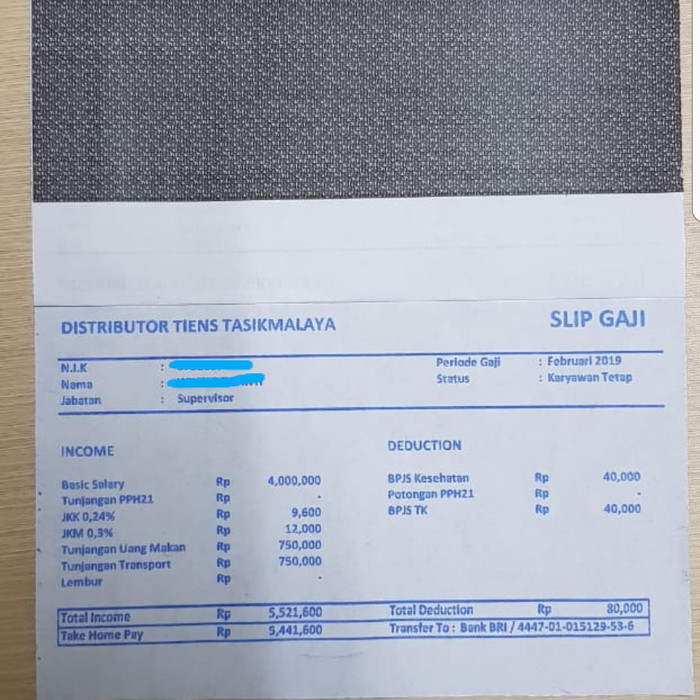 DISTRIBUTOR TIENS TASIKMALAYA SLIP GAJI
N.I.K : Periode Gaji : Februari 2019
Nama : Status : Karyawan Tetap
Jabatan : Supervisor
INCOME DEDUCTION
Basic Salary Rp 4,000,000 BPJS Kesehatan Rp 40,000
Tunjangan PPH21 Rp - Potongan PPH21 Rp -
JKK 0,24% Rp 9,600 BPJS TK Rp 40,000
JKM 0,3% Rp 12,000
Tunjangan Uang Makan Rp 750,000
Tunjangan Transport Rp 750,000
Lembur Rp -
Total Income Rp 5,521,600 Total Deduction Rp 80,000
Take Home Pay Rp 5,441,600 Transfer To : Bank BRI / 4447-01-015129-53-6